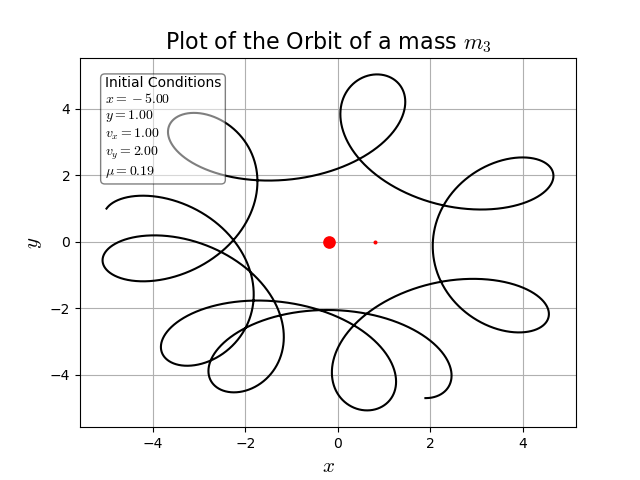 Plot of the Orbit of a mass m₃
Initial Conditions
x = −5.00
y = 1.00
vₓ = 1.00
v_y = 2.00
μ = 0.19
4
2
0
−2
−4
y
−4
−2
0
2
4
x